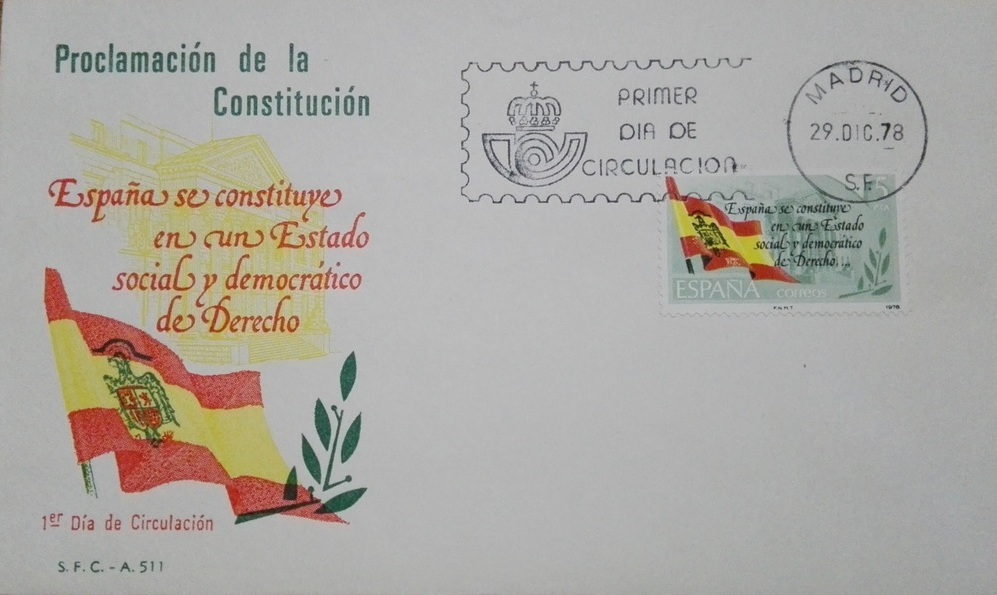 Proclamación de la
Constitución
España se constituye
en un Estado
social y democrático
de Derecho
1er Día de Circulación
S. F. C. - A. 511
PRIMER
DIA DE
CIRCULACION
MADRID
29.DIC.78
S.F.
5
España se constituye
en un Estado
social y democrático
de Derecho...
ESPAÑA correos
F.N.M.T. 1978